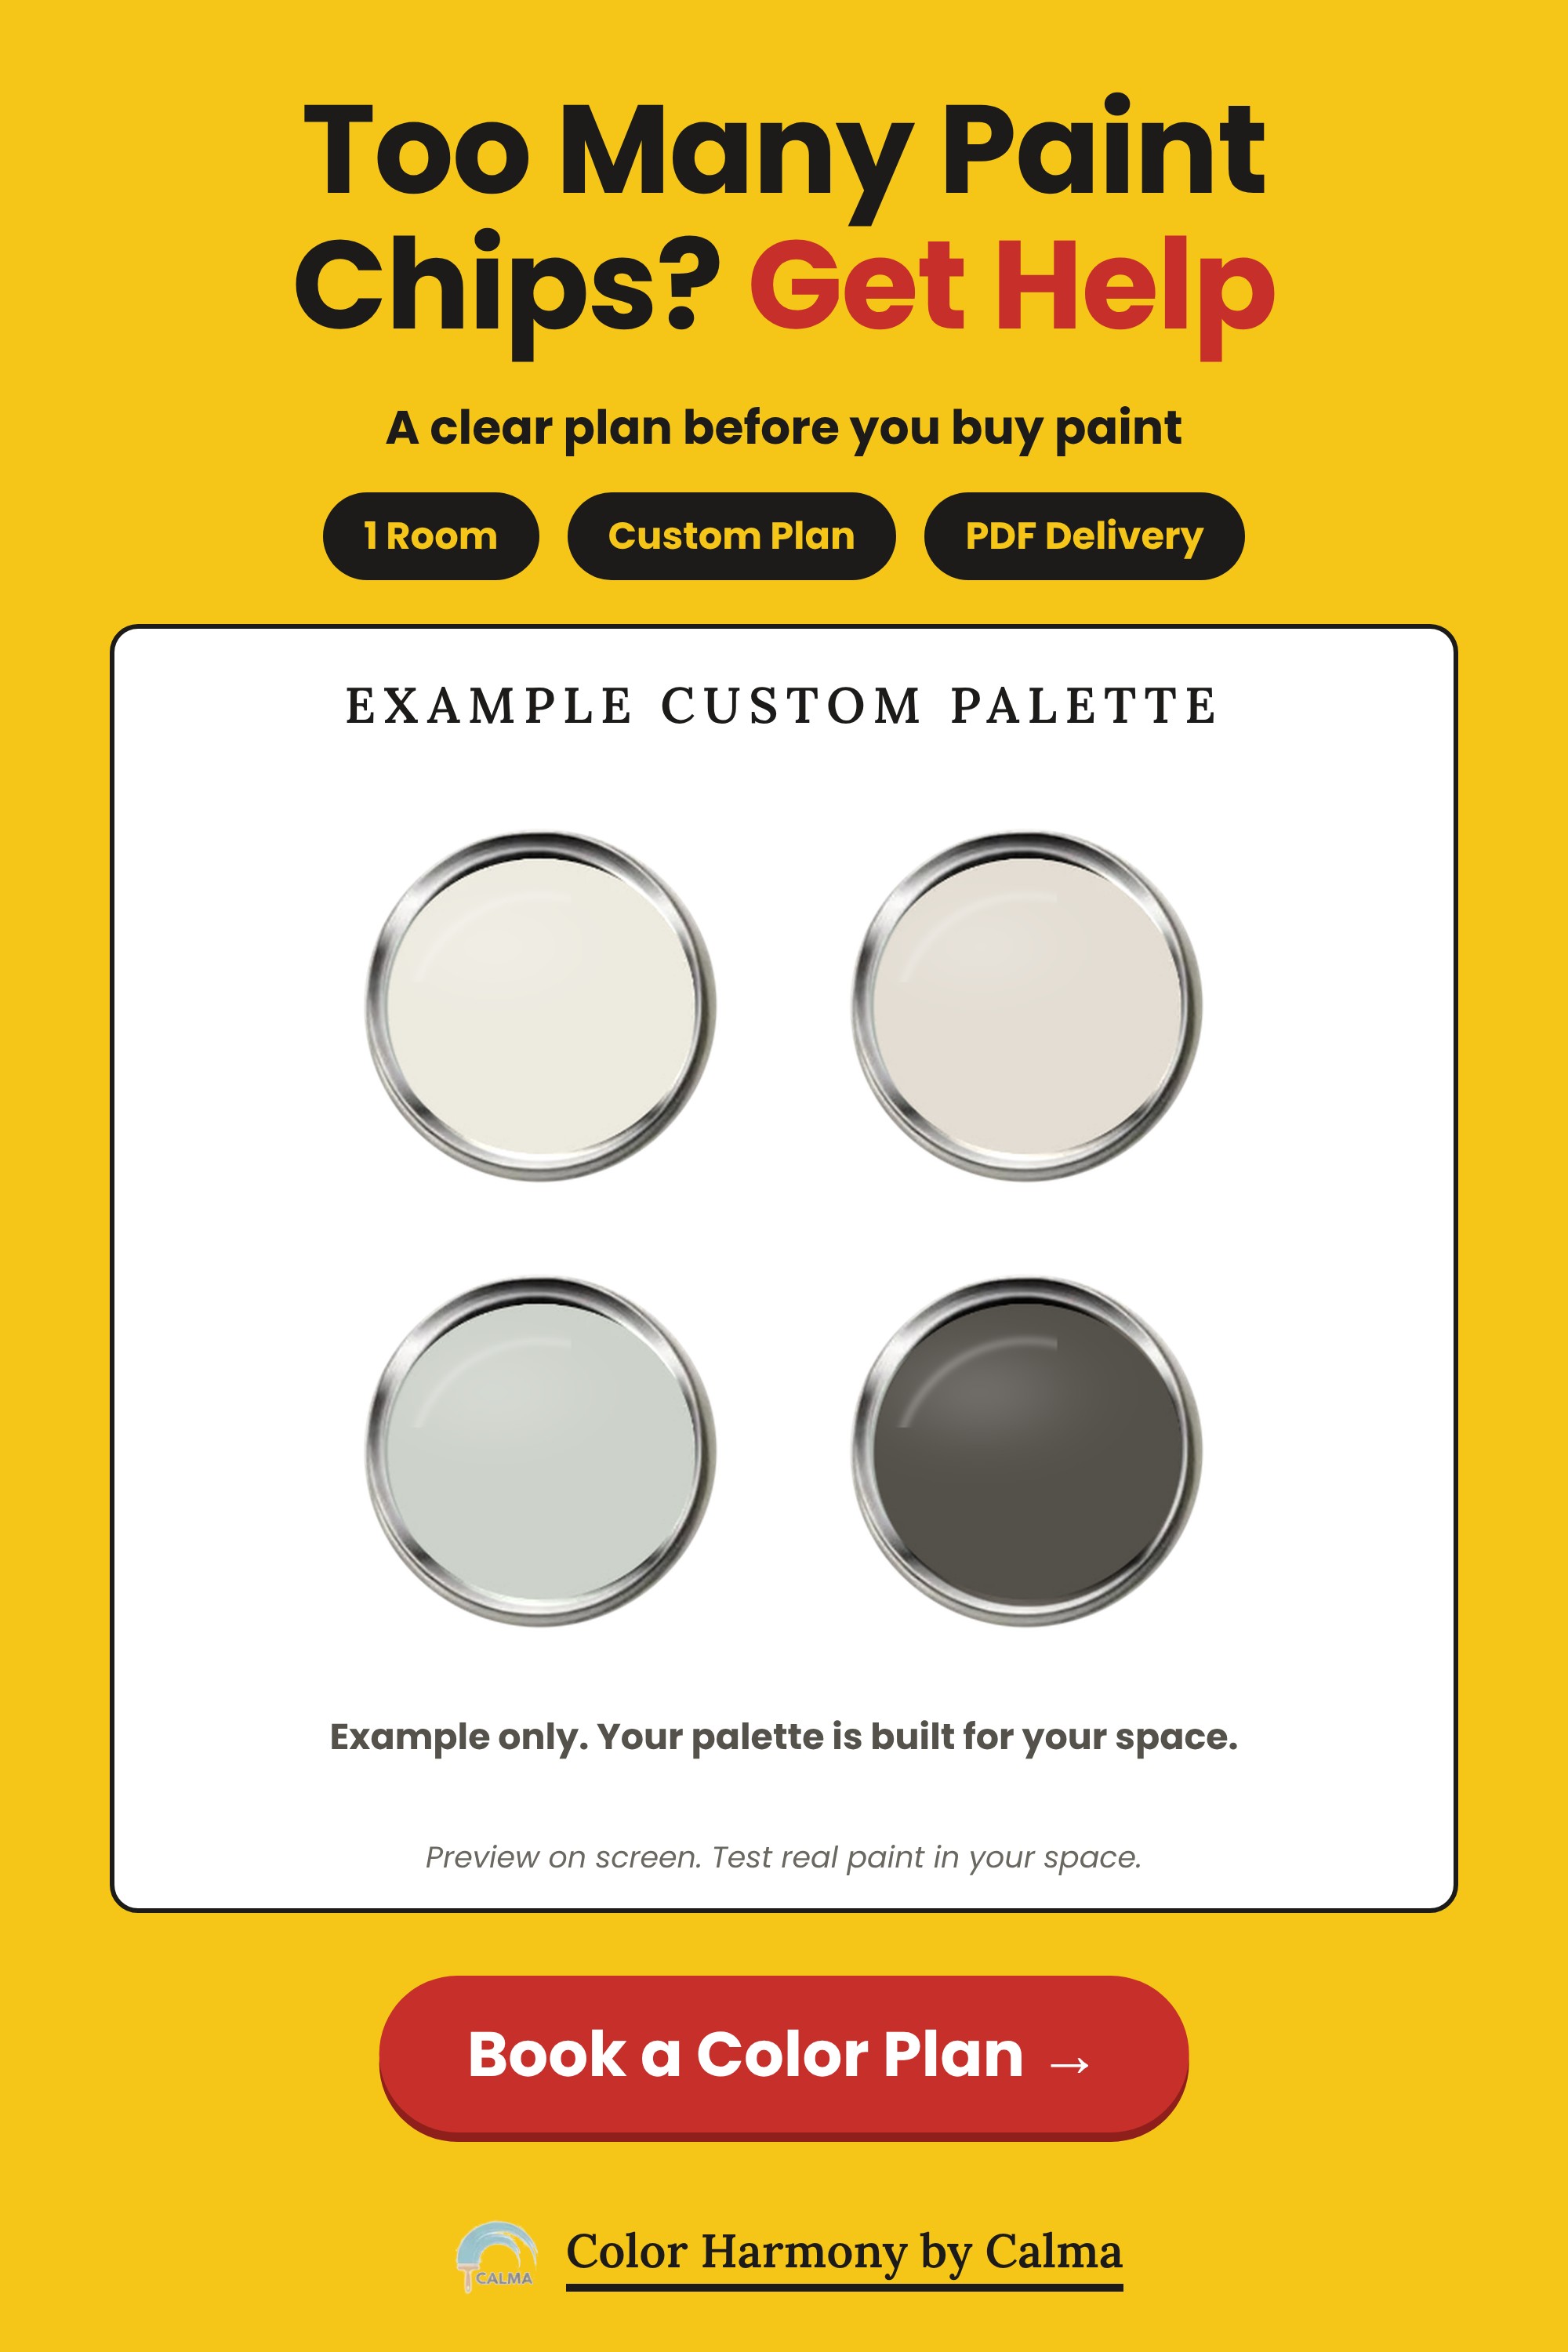 Too Many Paint
Chips? Get Help
A clear plan before you buy paint
1 Room
Custom Plan
PDF Delivery
EXAMPLE CUSTOM PALETTE
Example only. Your palette is built for your space.
Preview on screen. Test real paint in your space.
Book a Color Plan →
CALMA
Color Harmony by Calma